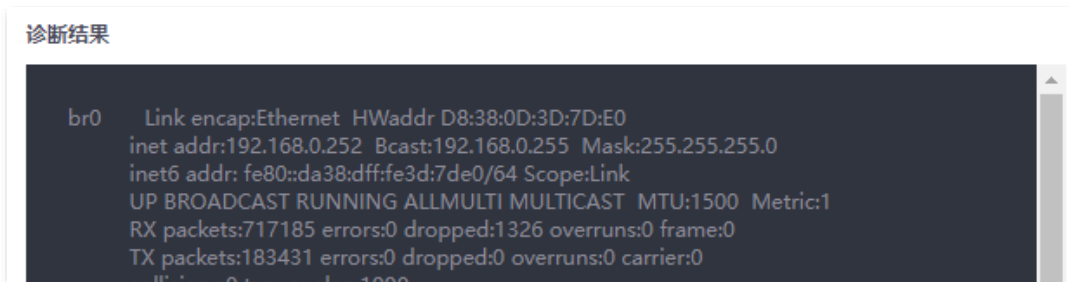 诊断结果
br0 Link encap:Ethernet HWaddr D8:38:0D:3D:7D:E0
inet addr:192.168.0.252 Bcast:192.168.0.255 Mask:255.255.255.0
inet6 addr: fe80::da38:dff:fe3d:7de0/64 Scope:Link
UP BROADCAST RUNNING ALLMULTI MULTICAST MTU:1500 Metric:1
RX packets:717185 errors:0 dropped:1326 overruns:0 frame:0
TX packets:183431 errors:0 dropped:0 overruns:0 carrier:0